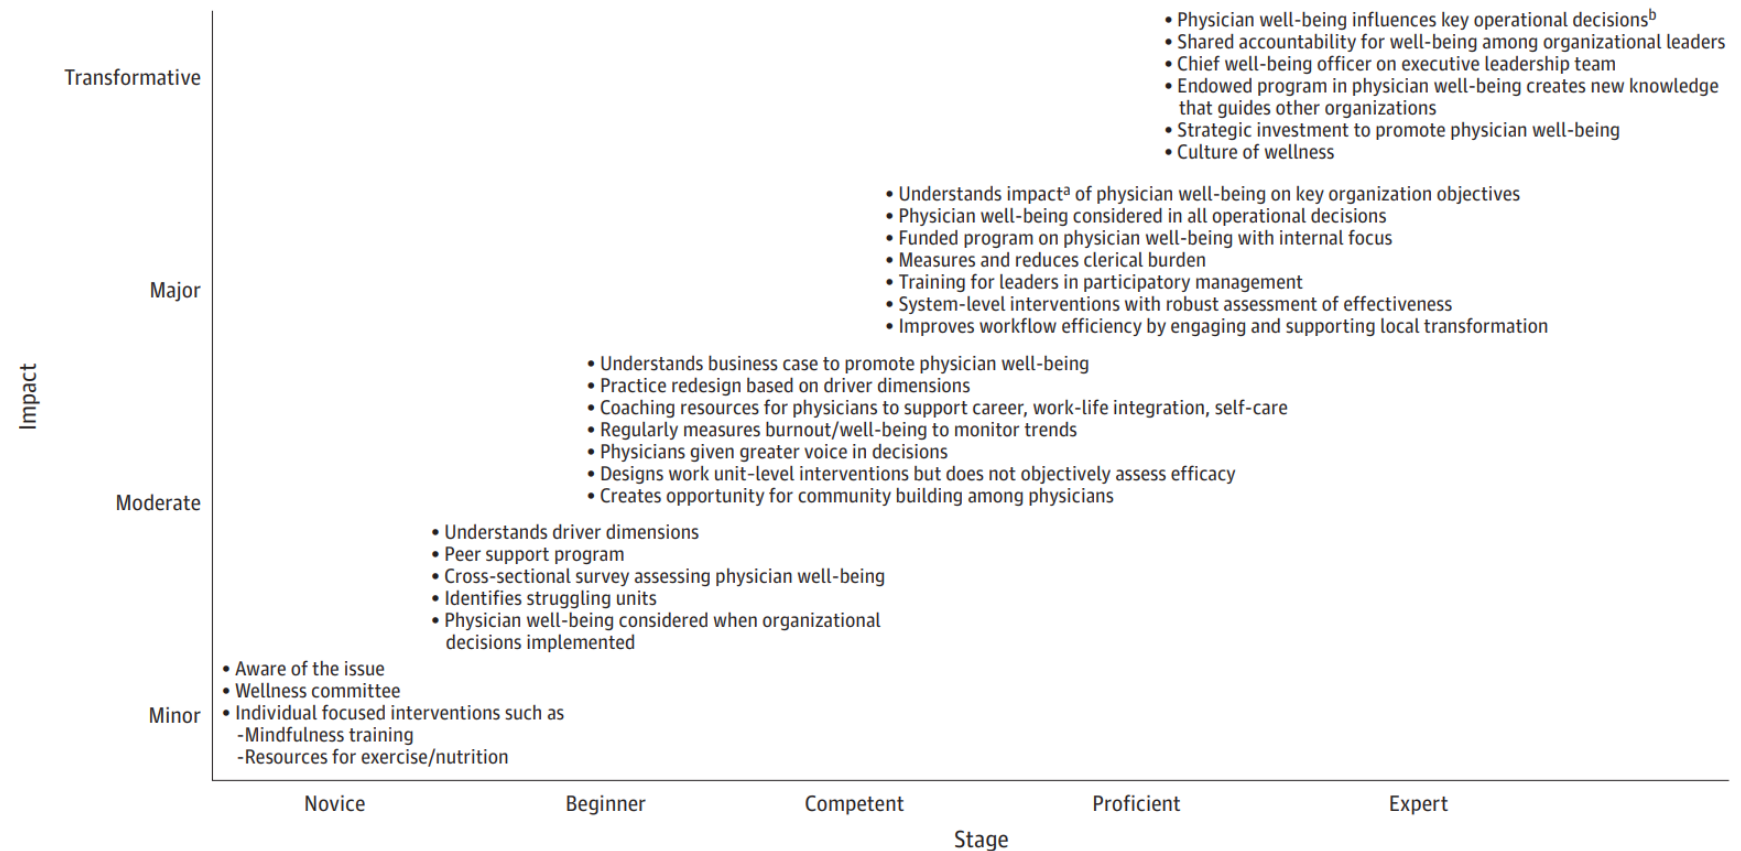 • Physician well-being influences key operational decisionsᵇ
• Shared accountability for well-being among organizational leaders
• Chief well-being officer on executive leadership team
• Endowed program in physician well-being creates new knowledge
that guides other organizations
• Strategic investment to promote physician well-being
• Culture of wellness
Transformative
• Understands impactᵃ of physician well-being on key organization objectives
• Physician well-being considered in all operational decisions
• Funded program on physician well-being with internal focus
• Measures and reduces clerical burden
• Training for leaders in participatory management
• System-level interventions with robust assessment of effectiveness
• Improves workflow efficiency by engaging and supporting local transformation
Major
Impact
• Understands business case to promote physician well-being
• Practice redesign based on driver dimensions
• Coaching resources for physicians to support career, work-life integration, self-care
• Regularly measures burnout/well-being to monitor trends
• Physicians given greater voice in decisions
• Designs work unit-level interventions but does not objectively assess efficacy
• Creates opportunity for community building among physicians
Moderate
• Understands driver dimensions
• Peer support program
• Cross-sectional survey assessing physician well-being
• Identifies struggling units
• Physician well-being considered when organizational
decisions implemented
• Aware of the issue
• Wellness committee
• Individual focused interventions such as
-Mindfulness training
-Resources for exercise/nutrition
Minor
Novice Beginner Competent Proficient Expert
Stage